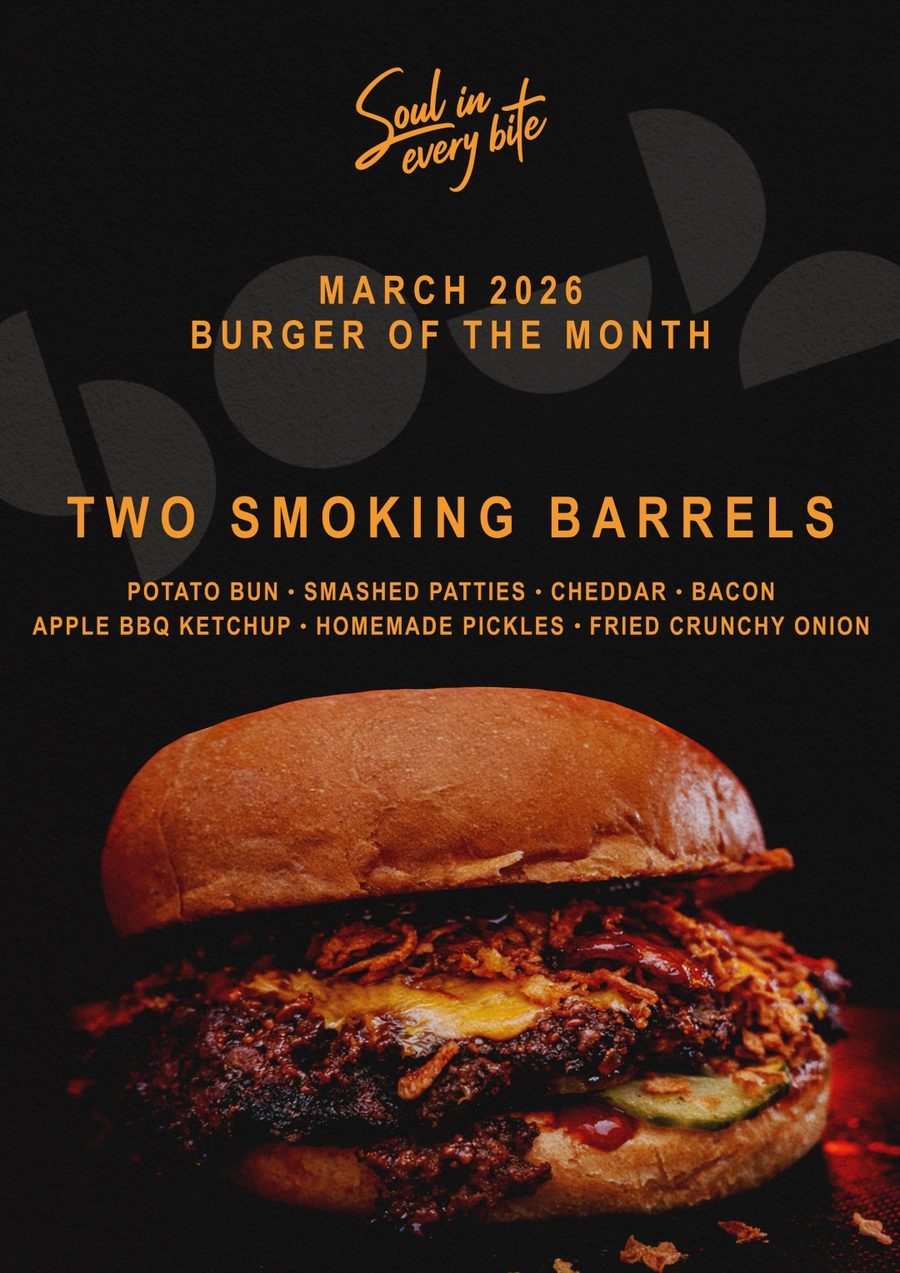 Soul in
every bite
MARCH 2026
BURGER OF THE MONTH
TWO SMOKING BARRELS
POTATO BUN • SMASHED PATTIES • CHEDDAR • BACON
APPLE BBQ KETCHUP • HOMEMADE PICKLES • FRIED CRUNCHY ONION